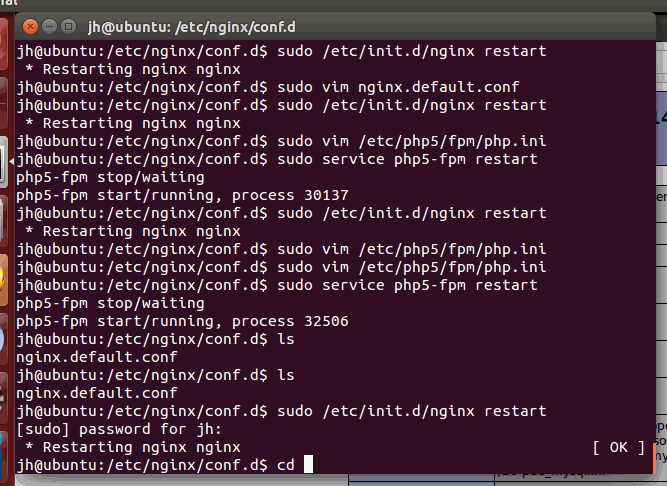 jh@ubuntu: /etc/nginx/conf.d
jh@ubuntu:/etc/nginx/conf.d$ sudo /etc/init.d/nginx restart
 * Restarting nginx nginx
jh@ubuntu:/etc/nginx/conf.d$ sudo vim nginx.default.conf
jh@ubuntu:/etc/nginx/conf.d$ sudo /etc/init.d/nginx restart
 * Restarting nginx nginx
jh@ubuntu:/etc/nginx/conf.d$ sudo vim /etc/php5/fpm/php.ini
jh@ubuntu:/etc/nginx/conf.d$ sudo service php5-fpm restart
php5-fpm stop/waiting
php5-fpm start/running, process 30137
jh@ubuntu:/etc/nginx/conf.d$ sudo /etc/init.d/nginx restart
 * Restarting nginx nginx
jh@ubuntu:/etc/nginx/conf.d$ sudo vim /etc/php5/fpm/php.ini
jh@ubuntu:/etc/nginx/conf.d$ sudo vim /etc/php5/fpm/php.ini
jh@ubuntu:/etc/nginx/conf.d$ sudo service php5-fpm restart
php5-fpm stop/waiting
php5-fpm start/running, process 32506
jh@ubuntu:/etc/nginx/conf.d$ ls
nginx.default.conf
jh@ubuntu:/etc/nginx/conf.d$ ls
nginx.default.conf
jh@ubuntu:/etc/nginx/conf.d$ sudo /etc/init.d/nginx restart
[sudo] password for jh:
 * Restarting nginx nginx [ OK ]
jh@ubuntu:/etc/nginx/conf.d$ cd